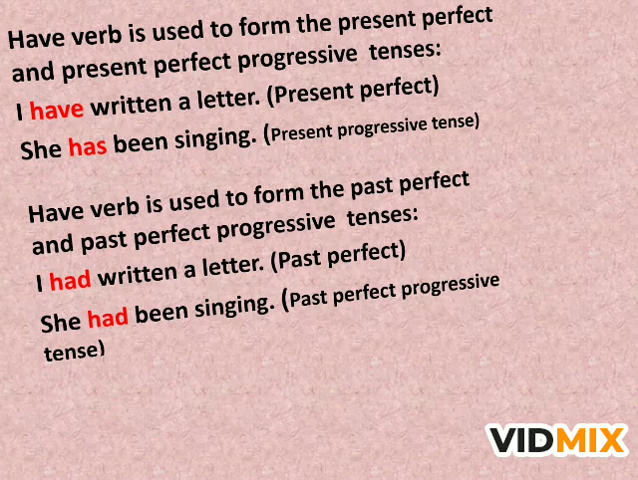 Have verb is used to form the present perfect
and present perfect progressive tenses:
I have written a letter. (Present perfect)
She has been singing. (Present progressive tense)
Have verb is used to form the past perfect
and past perfect progressive tenses:
I had written a letter. (Past perfect)
She had been singing. (Past perfect progressive
tense)
VIDMIX